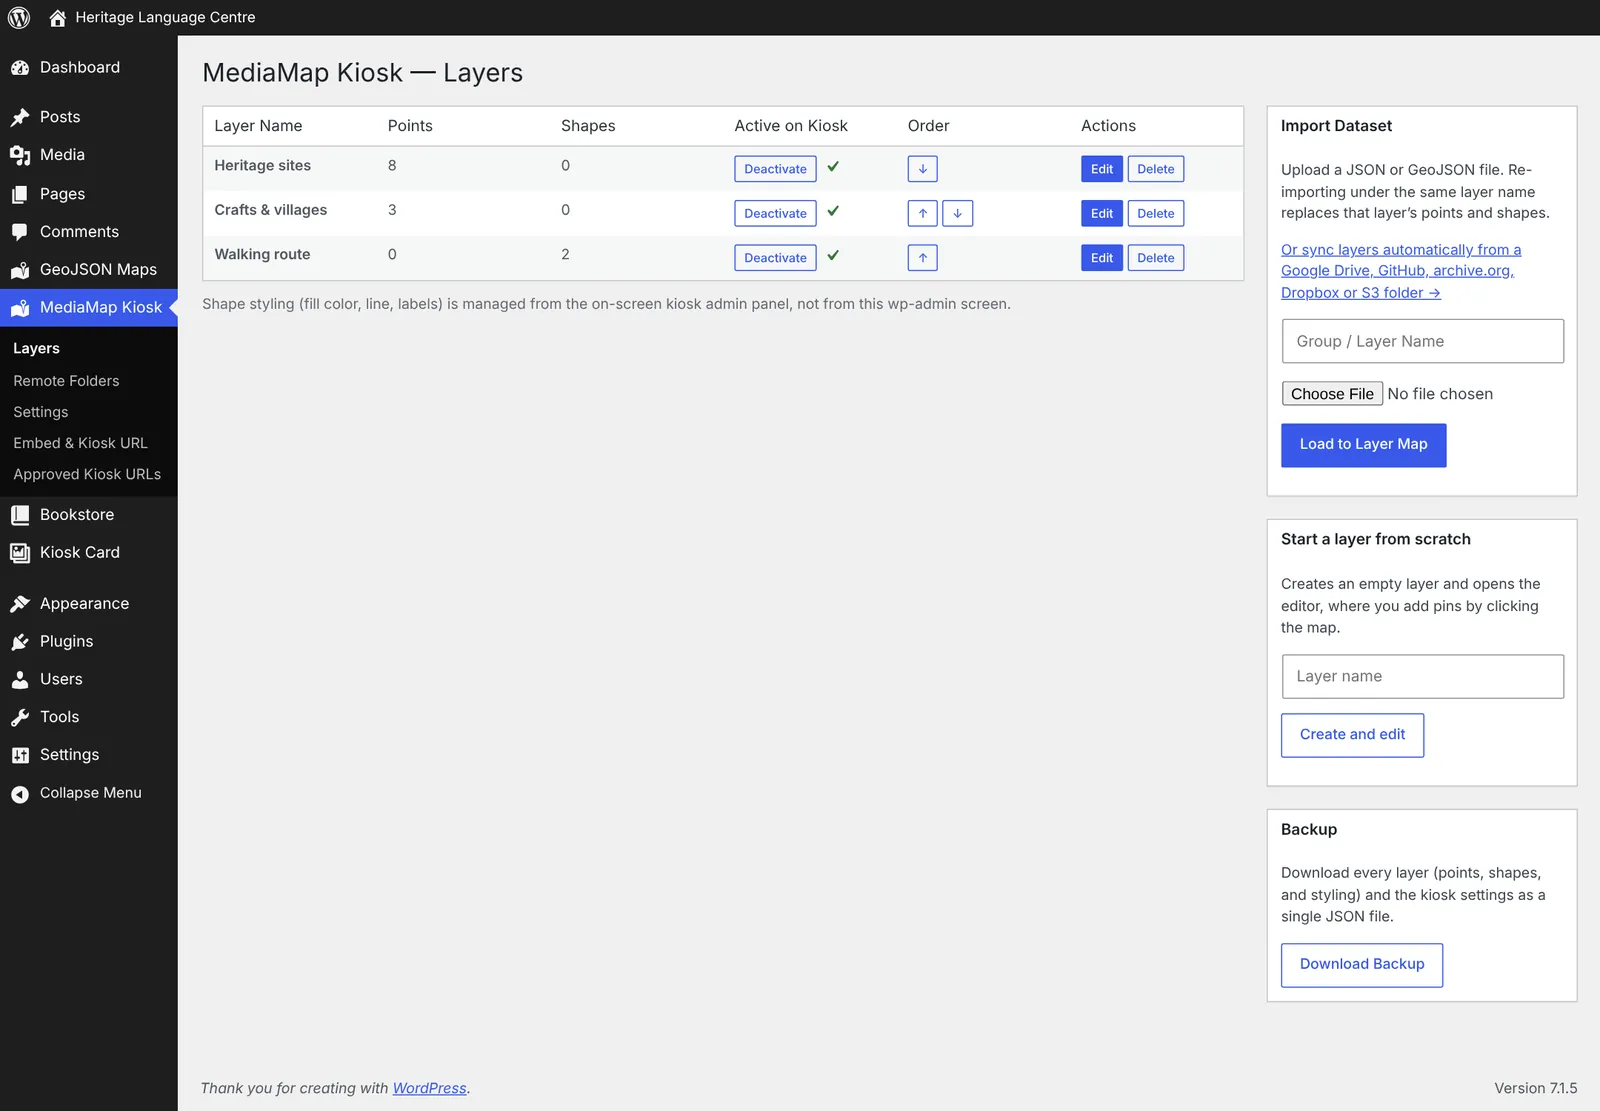 Heritage Language Centre
Dashboard
Posts
Media
Pages
Comments
GeoJSON Maps
MediaMap Kiosk
Layers
Remote Folders
Settings
Embed & Kiosk URL
Approved Kiosk URLs
Bookstore
Kiosk Card
Appearance
Plugins
Users
Tools
Settings
Collapse Menu
MediaMap Kiosk — Layers
Layer Name Points Shapes Active on Kiosk Order Actions
Heritage sites 8 0 Deactivate ✓ ↓ Edit Delete
Crafts & villages 3 0 Deactivate ✓ ↑ ↓ Edit Delete
Walking route 0 2 Deactivate ✓ ↑ Edit Delete
Shape styling (fill color, line, labels) is managed from the on-screen kiosk admin panel, not from this wp-admin screen.
Import Dataset
Upload a JSON or GeoJSON file. Re-
importing under the same layer name
replaces that layer’s points and shapes.
Or sync layers automatically from a
Google Drive, GitHub, archive.org,
Dropbox or S3 folder →
Group / Layer Name
Choose File No file chosen
Load to Layer Map
Start a layer from scratch
Creates an empty layer and opens the
editor, where you add pins by clicking
the map.
Layer name
Create and edit
Backup
Download every layer (points, shapes,
and styling) and the kiosk settings as a
single JSON file.
Download Backup
Thank you for creating with WordPress.
Version 7.1.5